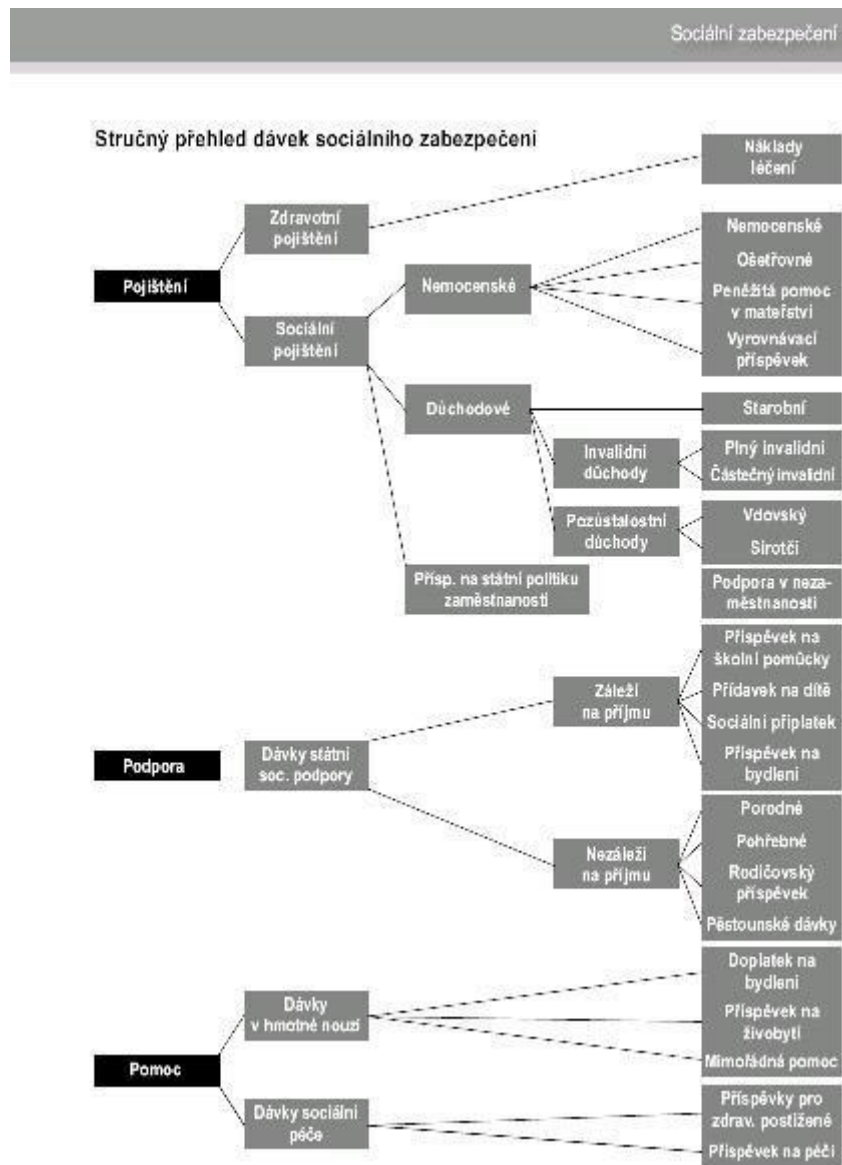 Sociální zabezpečení
Stručný přehled dávek sociálního zabezpečení
Náklady
léčení
Zdravotní
pojištění
Pojištění
Sociální
pojištění
Nemocenské
Nemocenské
Ošetřovné
Peněžitá pomoc
v mateřství
Vyrovnávací
příspěvek
Důchodové
Starobní
Invalidní
důchody
Plný invalidní
Částečný invalidní
Pozůstalostní
důchody
Vdovský
Sirotčí
Přísp. na státní politiku
zaměstnanosti
Podpora v neza-
městnanosti
Podpora
Dávky státní
soc. podpory
Záleží
na příjmu
Příspěvek na
školní pomůcky
Přídavek na dítě
Sociální příplatek
Příspěvek na
bydlení
Nezáleží
na příjmu
Porodné
Pohřebné
Rodičovský
příspěvek
Pěstounské dávky
Pomoc
Dávky
v hmotné nouzi
Doplatek na
bydlení
Příspěvek na
živobytí
Mimořádná pomoc
Dávky sociální
péče
Příspěvky pro
zdrav. postižené
Příspěvek na péči